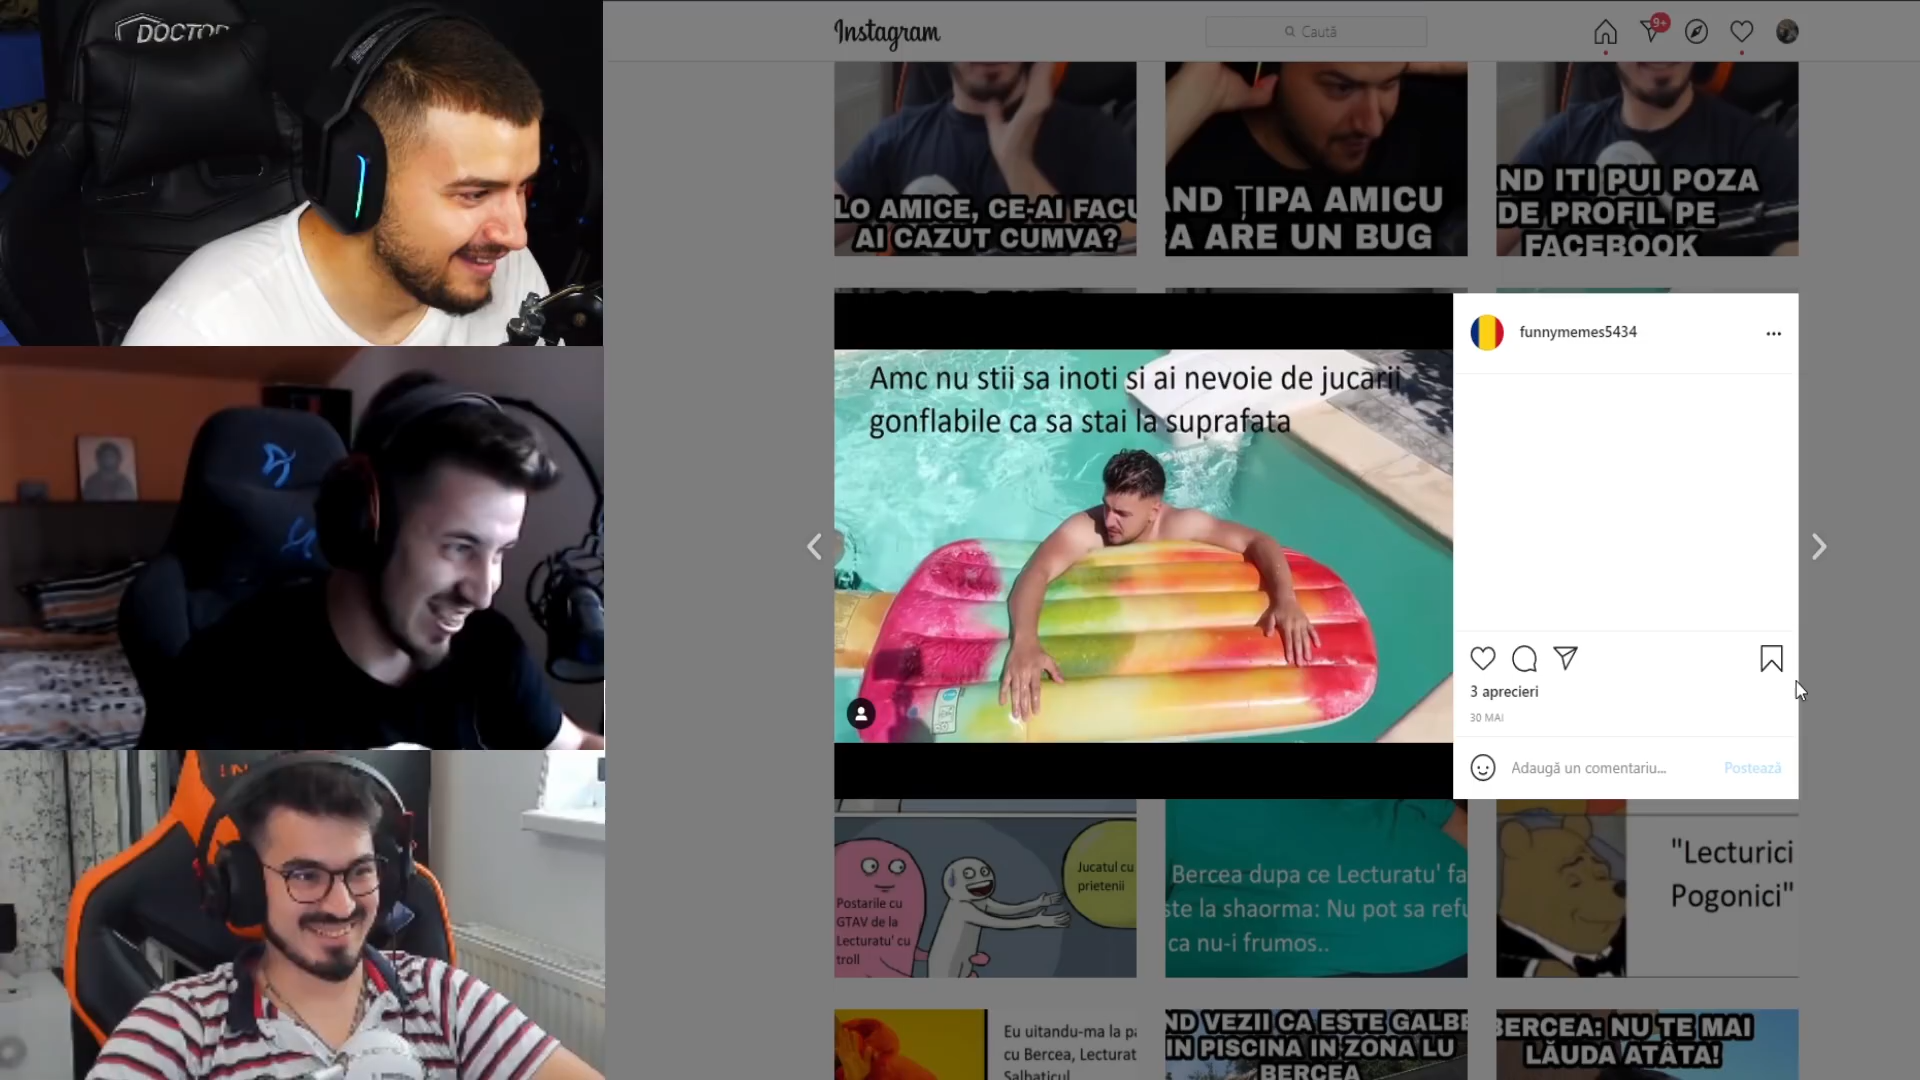 DOCTOR
Instagram
Caută
9+
LO AMICE, CE-AI FACU
AI CAZUT CUMVA?
ND ȚIPA AMICU
A ARE UN BUG
ND ITI PUI POZA
DE PROFIL PE
FACEBOOK
Amc nu stii sa inoti si ai nevoie de jucarii
gonflabile ca sa stai la suprafata
funnymemes5434
3 aprecieri
30 MAI
Adaugă un comentariu...
Postează
Postarile cu
GTAV de la
Lecturatu' cu
troll
Jucatul cu
prietenii
Bercea dupa ce Lecturatu' fa
ste la shaorma: Nu pot sa refu
ca nu-i frumos..
"Lecturici
Pogonici"
Eu uitandu-ma la pa
cu Bercea, Lecturat
Salbaticul
ND VEZII CA ESTE GALBE
IN PISCINA IN ZONA LU
BERCEA
BERCEA: NU TE MAI
LĂUDA ATÂTA!